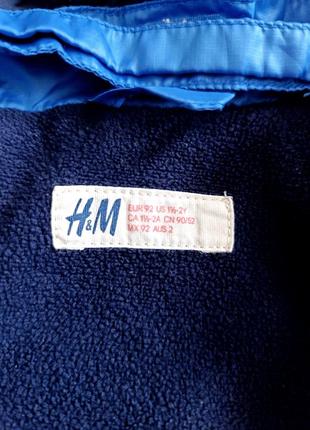 H&M
EUR 92 US 1½-2Y
CA 1½-2A CN 90/52
MX 92 AUS 2